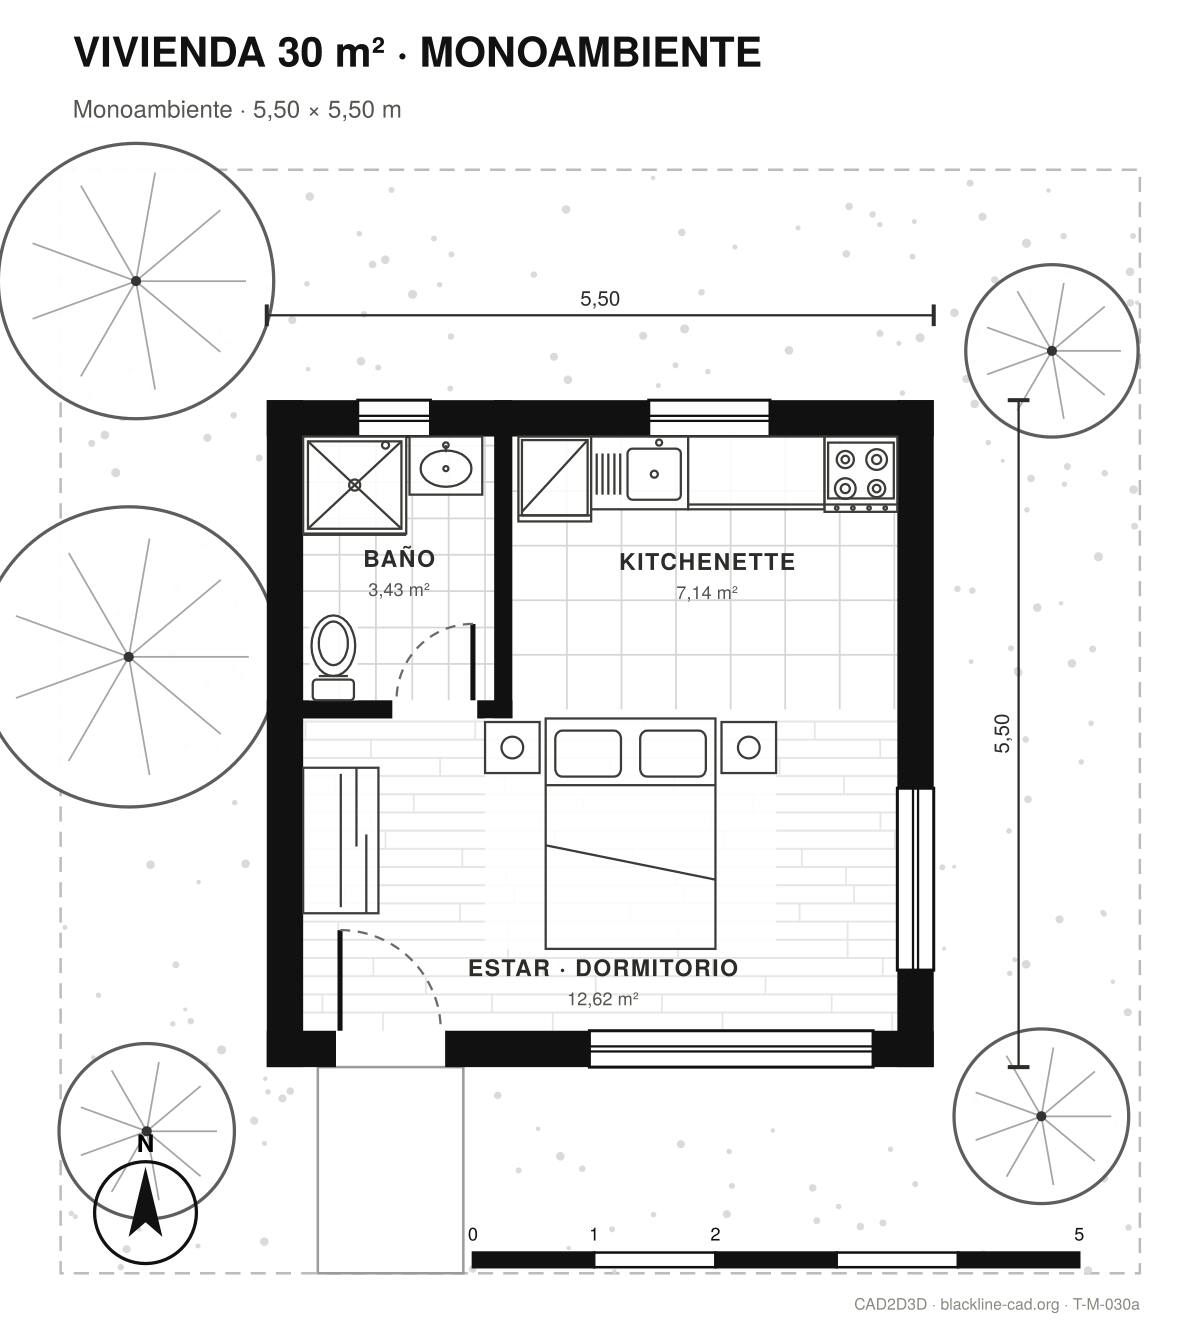 VIVIENDA 30 m² · MONOAMBIENTE
Monoambiente · 5,50 × 5,50 m
5,50
BAÑO
3,43 m²
KITCHENETTE
7,14 m²
5,50
ESTAR · DORMITORIO
12,62 m²
N
0 1 2 5
CAD2D3D · blackline-cad.org · T-M-030a